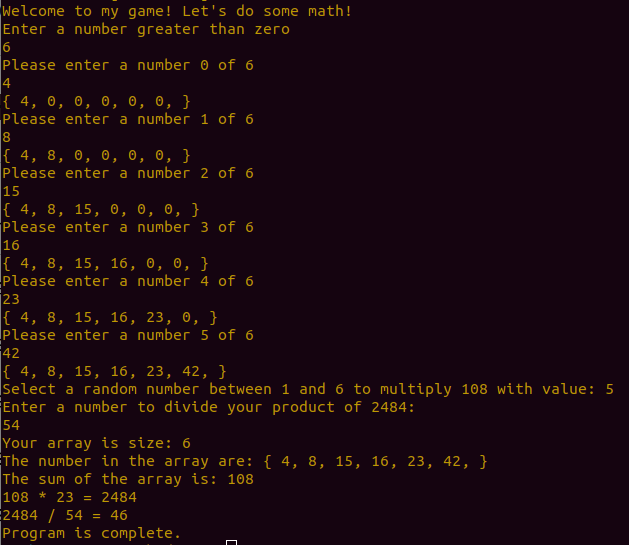 Welcome to my game! Let's do some math!
Enter a number greater than zero
6
Please enter a number 0 of 6
4
{ 4, 0, 0, 0, 0, 0, }
Please enter a number 1 of 6
8
{ 4, 8, 0, 0, 0, 0, }
Please enter a number 2 of 6
15
{ 4, 8, 15, 0, 0, 0, }
Please enter a number 3 of 6
16
{ 4, 8, 15, 16, 0, 0, }
Please enter a number 4 of 6
23
{ 4, 8, 15, 16, 23, 0, }
Please enter a number 5 of 6
42
{ 4, 8, 15, 16, 23, 42, }
Select a random number between 1 and 6 to multiply 108 with value: 5
Enter a number to divide your product of 2484:
54
Your array is size: 6
The number in the array are: { 4, 8, 15, 16, 23, 42, }
The sum of the array is: 108
108 * 23 = 2484
2484 / 54 = 46
Program is complete.